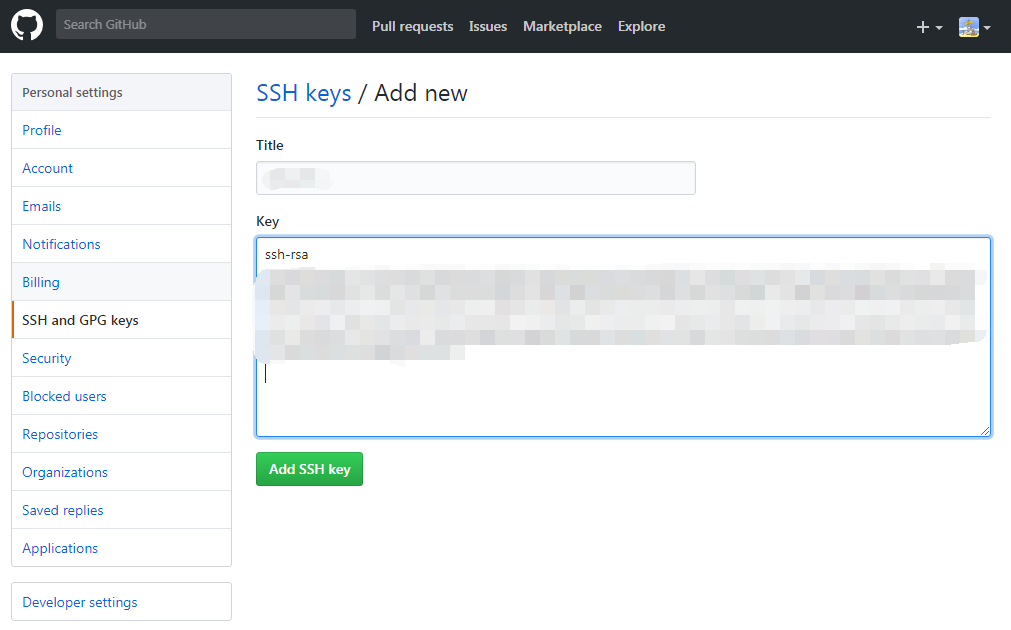 Search GitHub
Pull requests Issues Marketplace Explore
Personal settings
Profile
Account
Emails
Notifications
Billing
SSH and GPG keys
Security
Blocked users
Repositories
Organizations
Saved replies
Applications
Developer settings
SSH keys / Add new
Title
Key
ssh-rsa
Add SSH key